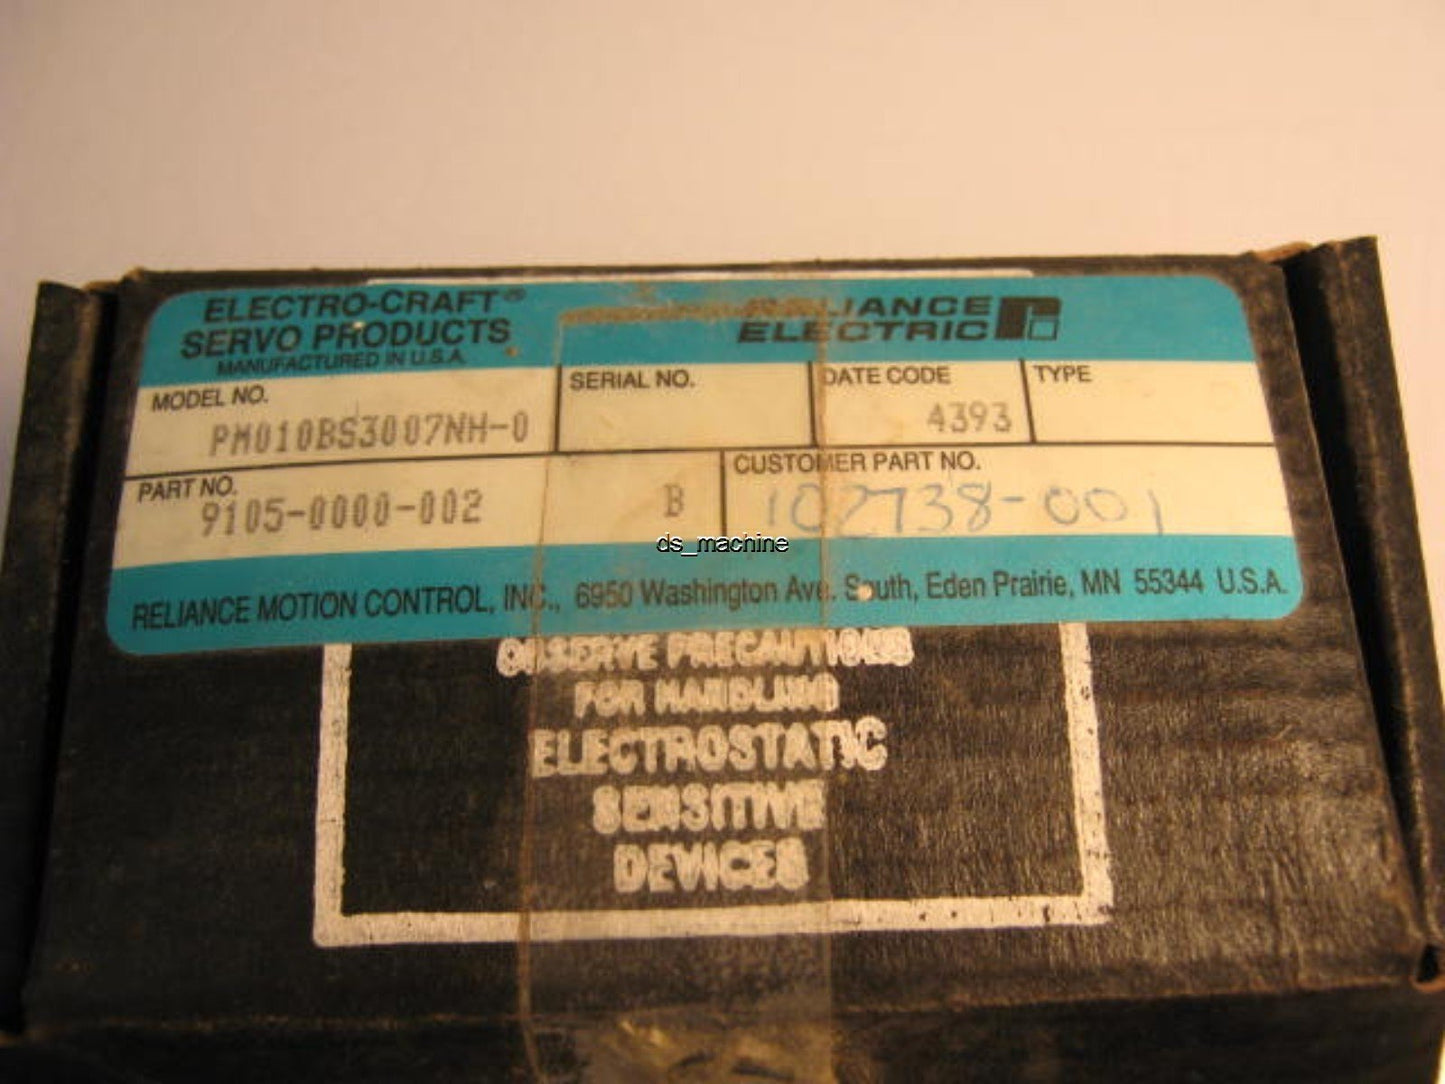 ELECTRO-CRAFT®
SERVO PRODUCTS
MANUFACTURED IN U.S.A.
RELIANCE
ELECTRIC
MODEL NO.
PM010BS3007NH-0
SERIAL NO.
DATE CODE
4393
TYPE
PART NO.
9105-0000-002 B
CUSTOMER PART NO.
102738-001
ds_machine
RELIANCE MOTION CONTROL, INC., 6950 Washington Ave. South, Eden Prairie, MN 55344 U.S.A.
OBSERVE PRECAUTIONS
FOR HANDLING
ELECTROSTATIC
SENSITIVE
DEVICES